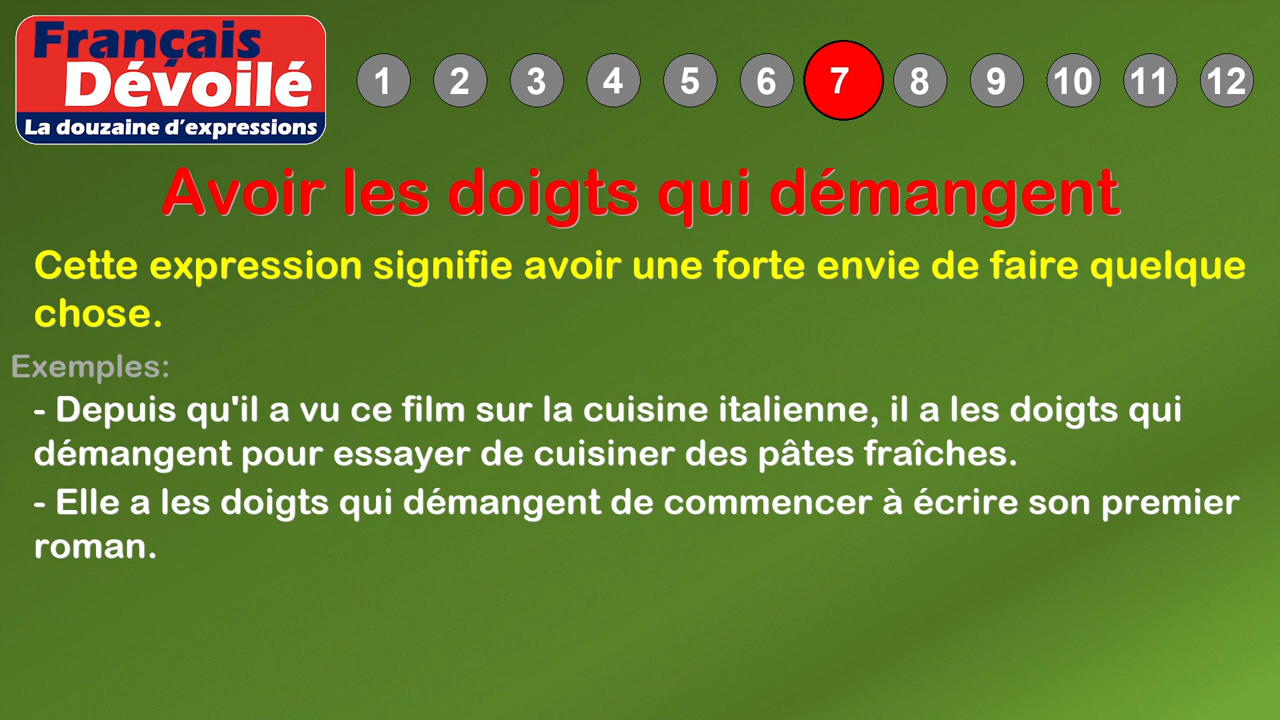 Français
Dévoilé
La douzaine d'expressions
1 2 3 4 5 6 7 8 9 10 11 12
Avoir les doigts qui démangent
Cette expression signifie avoir une forte envie de faire quelque
chose.
Exemples:
- Depuis qu'il a vu ce film sur la cuisine italienne, il a les doigts qui
démangent pour essayer de cuisiner des pâtes fraîches.
- Elle a les doigts qui démangent de commencer à écrire son premier
roman.